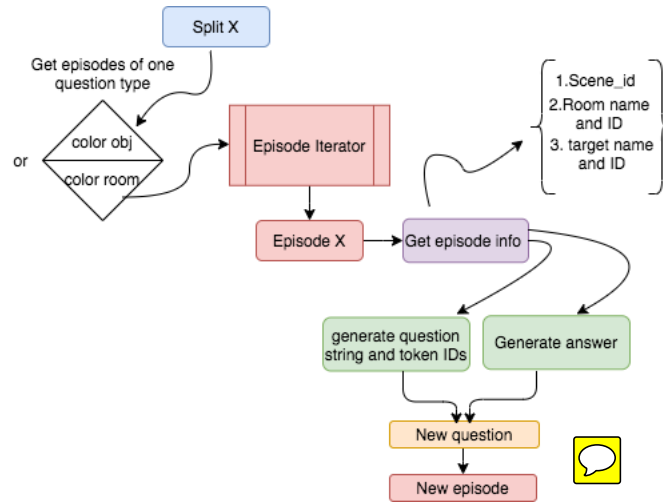 Split X
Get episodes of one
question type
or
color obj
color room
Episode Iterator
1.Scene_id
2.Room name
and ID
3. target name
and ID
Episode X
Get episode info
generate question
string and token IDs
Generate answer
New question
New episode